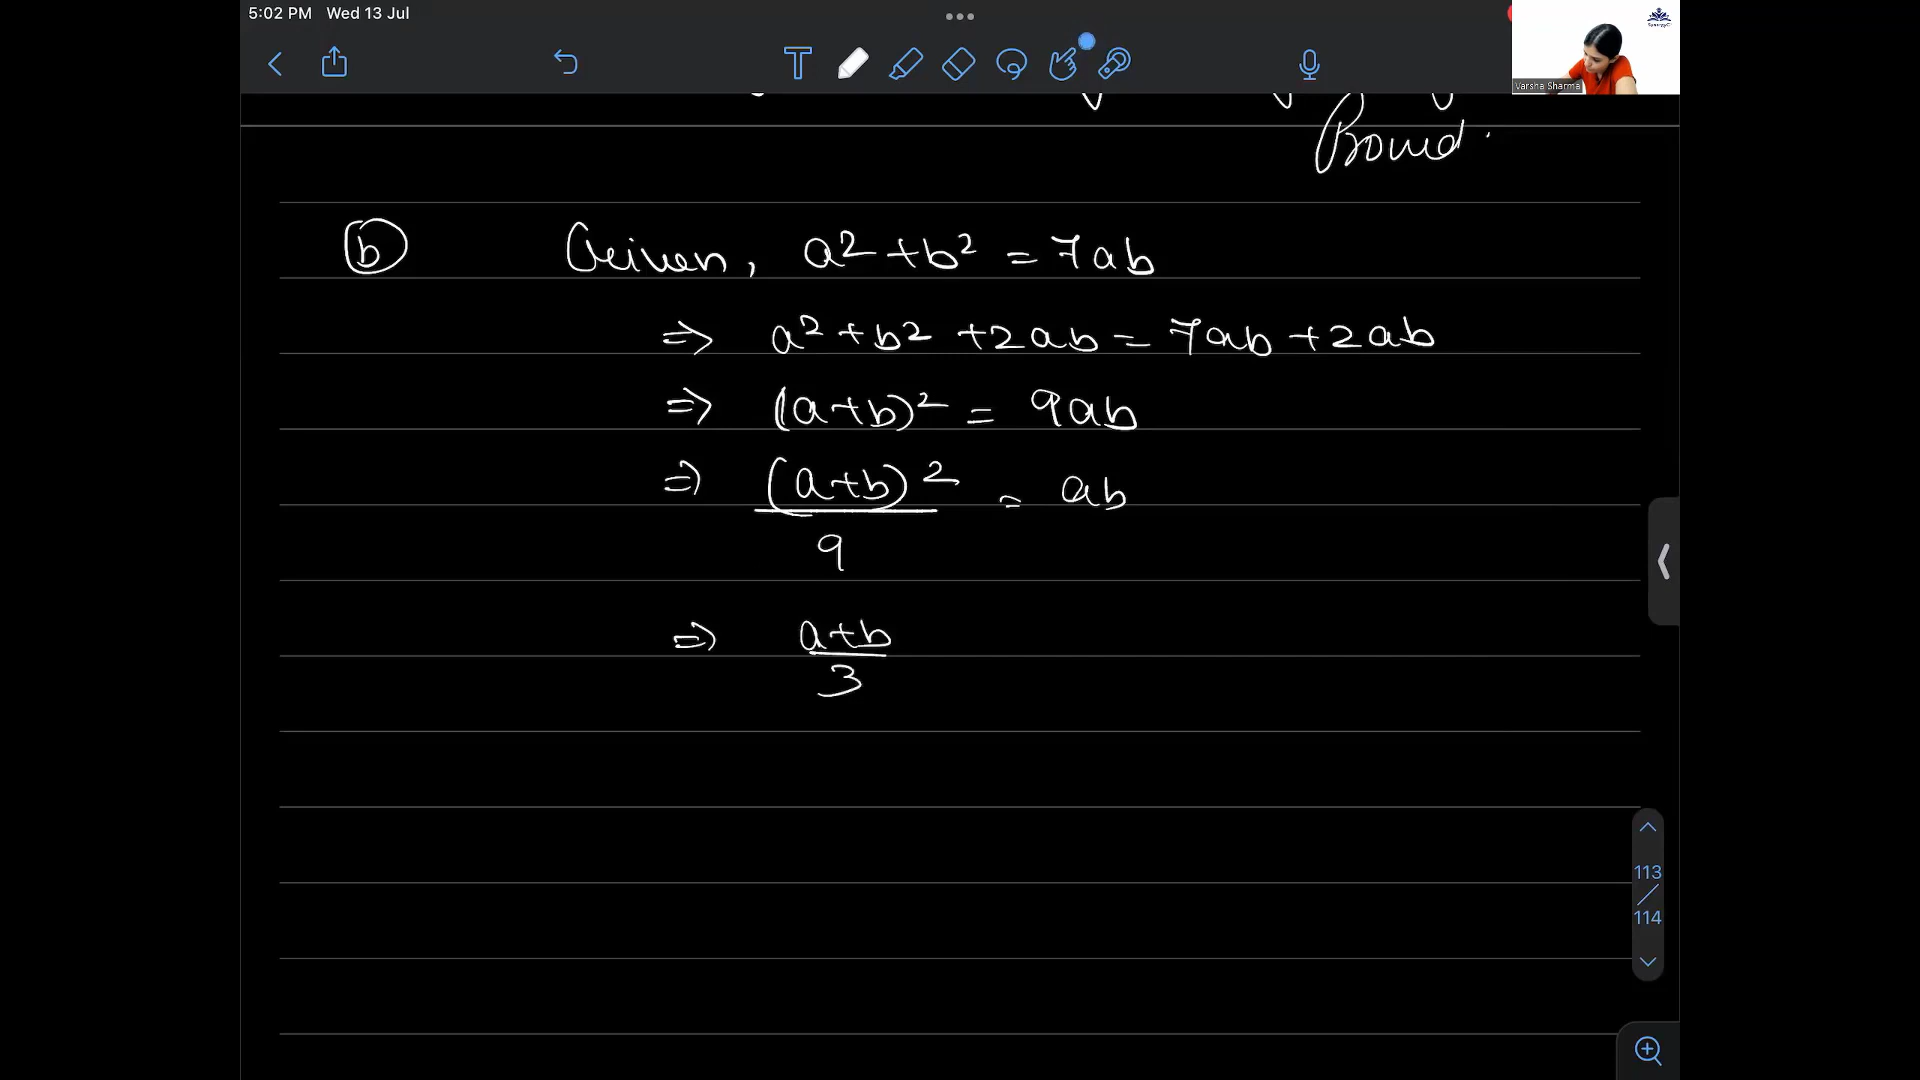 5:02 PM Wed 13 Jul
T
Varsha Sharma
Proved.
(b) Given, a² + b² = 7ab
⇒ a² + b² + 2ab = 7ab + 2ab
⇒ (a+b)² = 9ab
⇒ (a+b)²/9 = ab
⇒ a+b/3
113
114